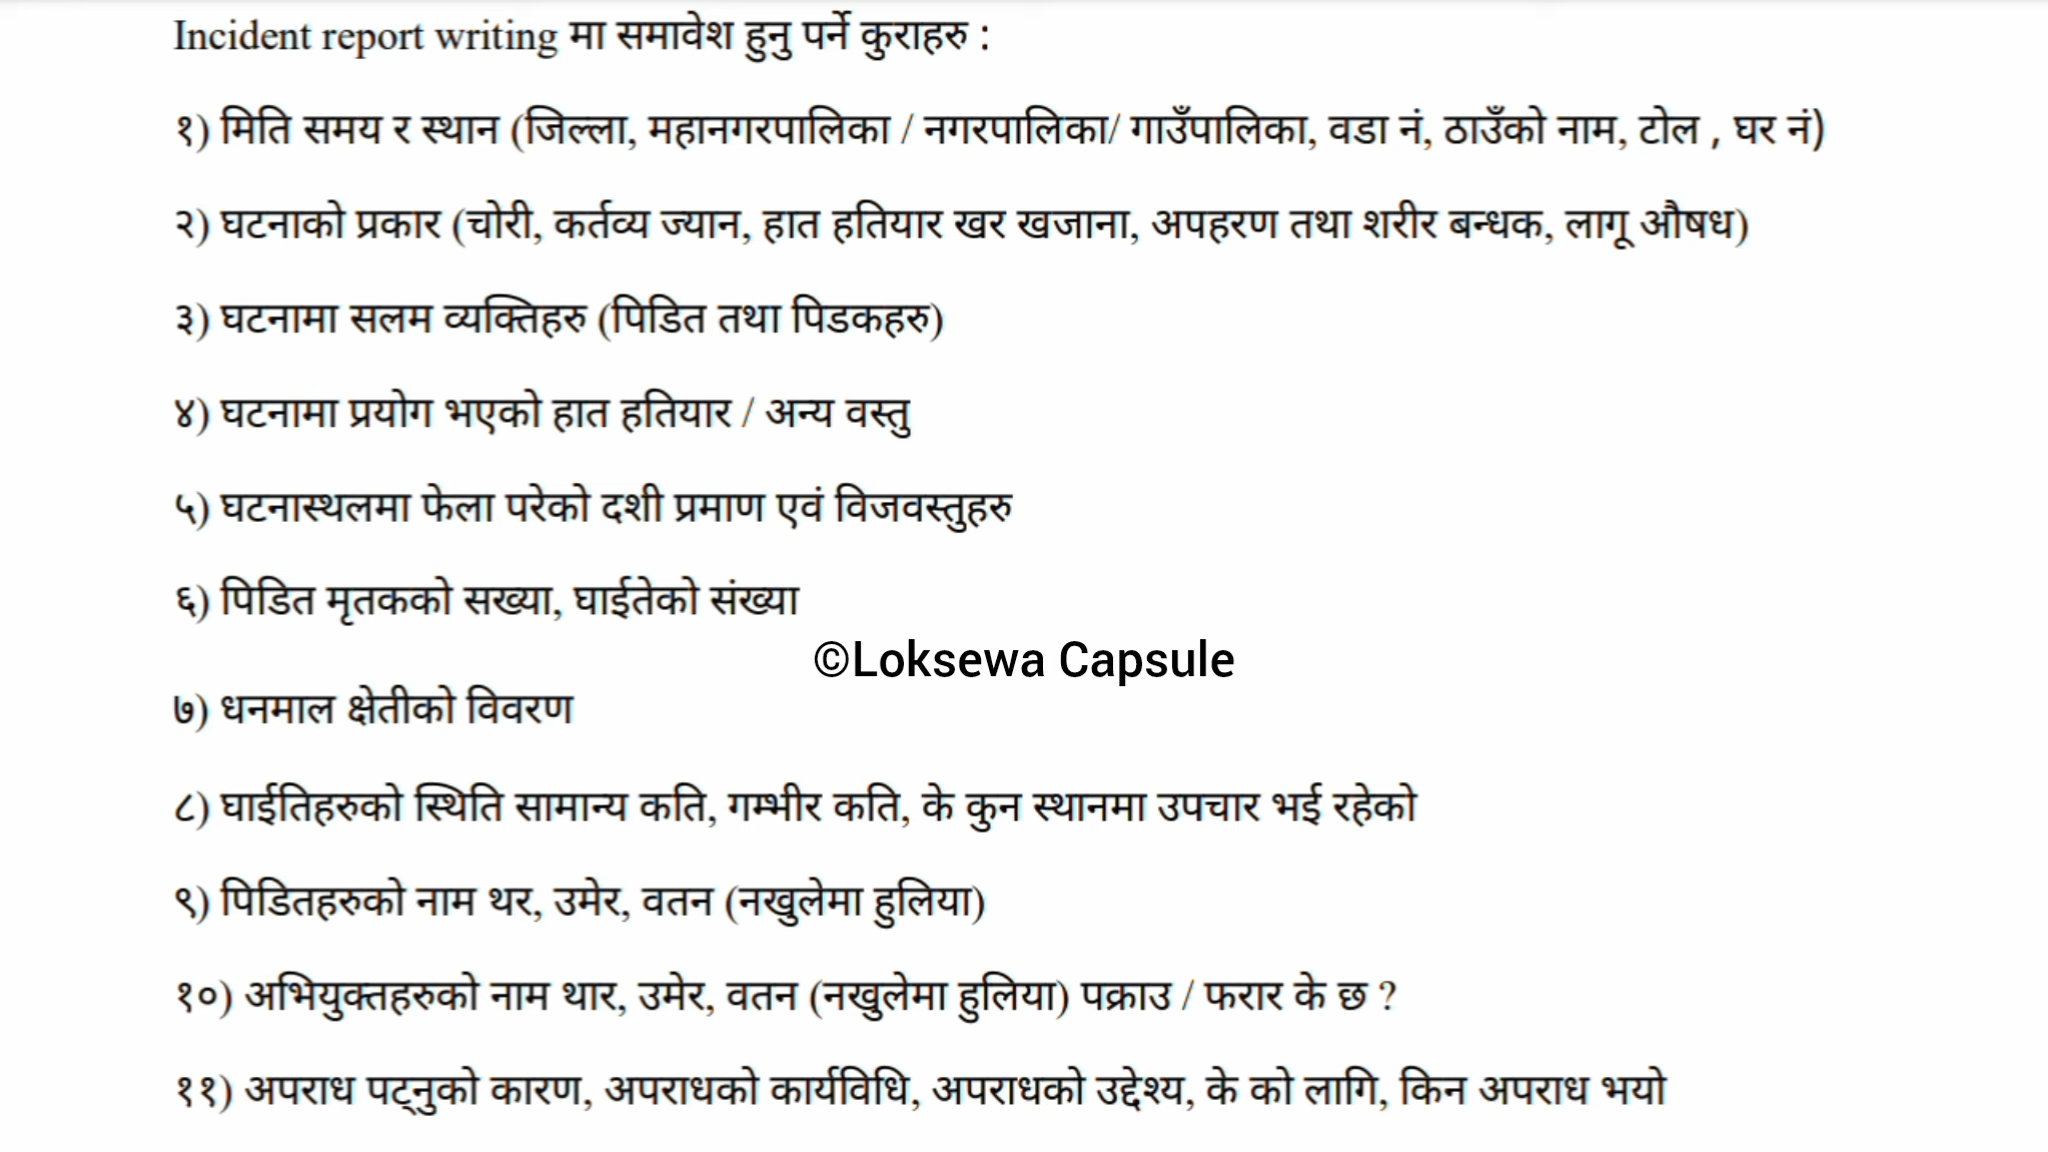 Incident report writing मा समावेश हुनु पर्ने कुराहरु :
१) मिति समय र स्थान (जिल्ला, महानगरपालिका / नगरपालिका/ गाउँपालिका, वडा नं, ठाउँको नाम, टोल , घर नं)
२) घटनाको प्रकार (चोरी, कर्तव्य ज्यान, हात हतियार खर खजाना, अपहरण तथा शरीर बन्धक, लागू औषध)
३) घटनामा सलम व्यक्तिहरु (पिडित तथा पिडकहरु)
४) घटनामा प्रयोग भएको हात हतियार / अन्य वस्तु
५) घटनास्थलमा फेला परेको दशी प्रमाण एवं विजवस्तुहरु
६) पिडित मृतकको सख्या, घाईतेको संख्या
©Loksewa Capsule
७) धनमाल क्षेतीको विवरण
८) घाईतिहरुको स्थिति सामान्य कति, गम्भीर कति, के कुन स्थानमा उपचार भई रहेको
९) पिडितहरुको नाम थर, उमेर, वतन (नखुलेमा हुलिया)
१०) अभियुक्तहरुको नाम थार, उमेर, वतन (नखुलेमा हुलिया) पक्राउ / फरार के छ ?
११) अपराध पट्नुको कारण, अपराधको कार्यविधि, अपराधको उद्देश्य, के को लागि, किन अपराध भयो